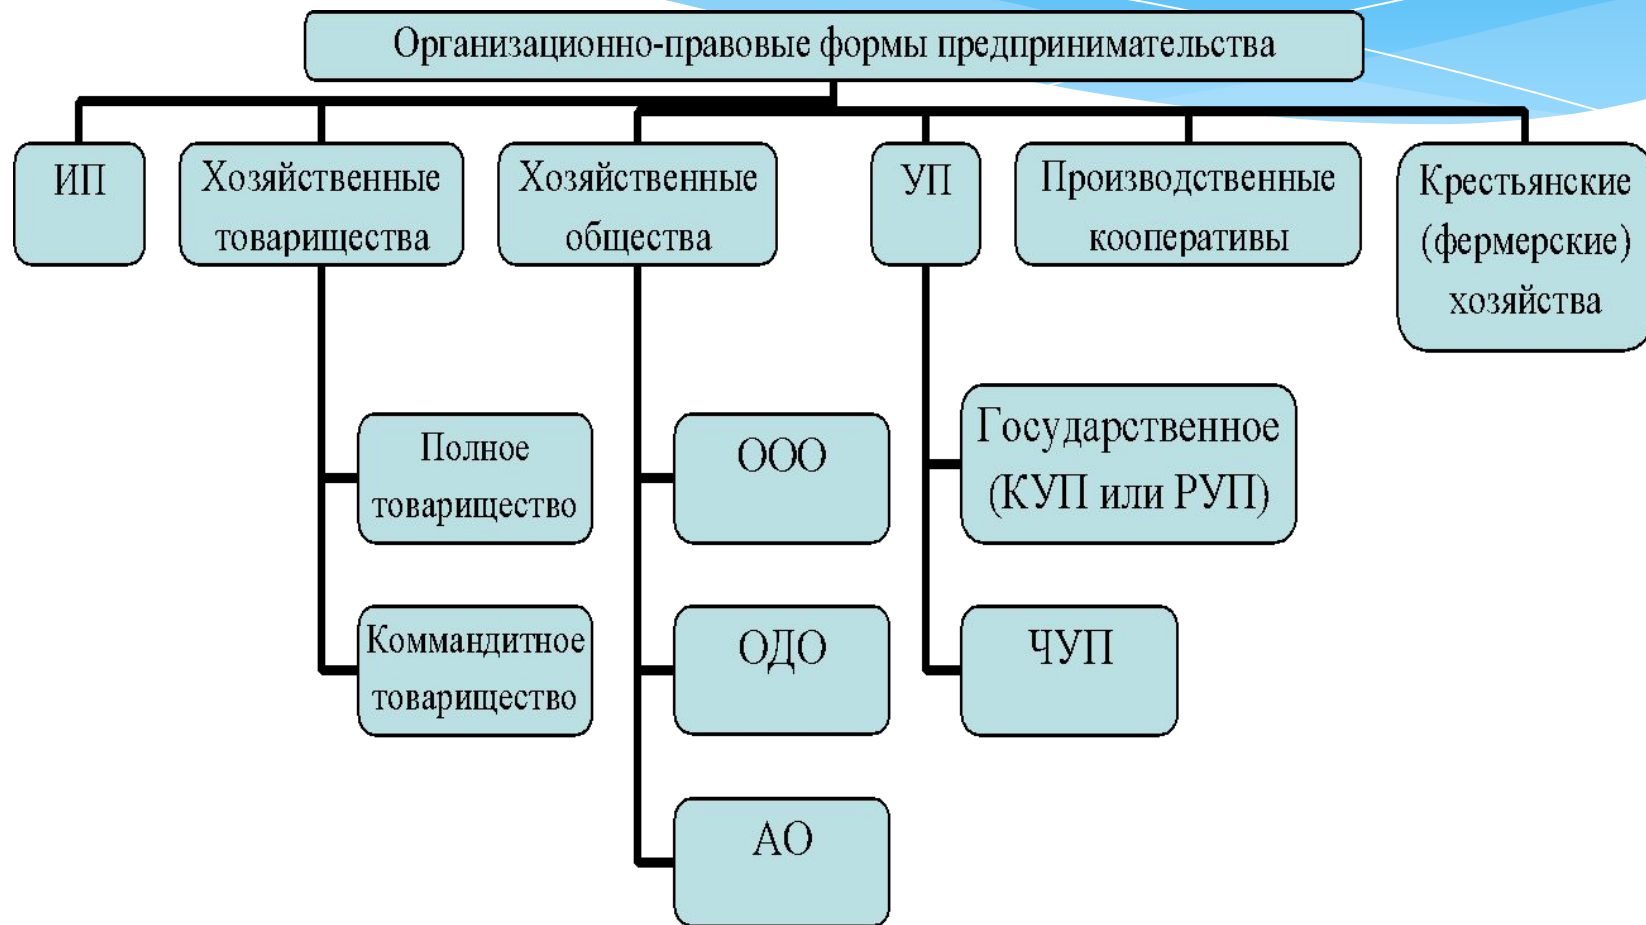 Организационно-правовые формы предпринимательства
ИП
Хозяйственные
товарищества
Хозяйственные
общества
УП
Производственные
кооперативы
Крестьянские
(фермерские)
хозяйства
Полное
товарищество
ООО
Государственное
(КУП или РУП)
Коммандитное
товарищество
ОДО
ЧУП
АО